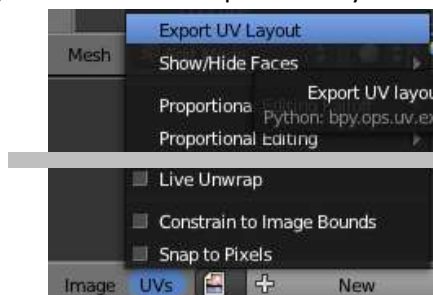 Export UV Layout
Mesh
Show/Hide Faces
Export UV layou
Proportiona
Python: bpy.ops.uv.ex
Proportional Editing
Live Unwrap
Constrain to Image Bounds
Snap to Pixels
Image UVs New